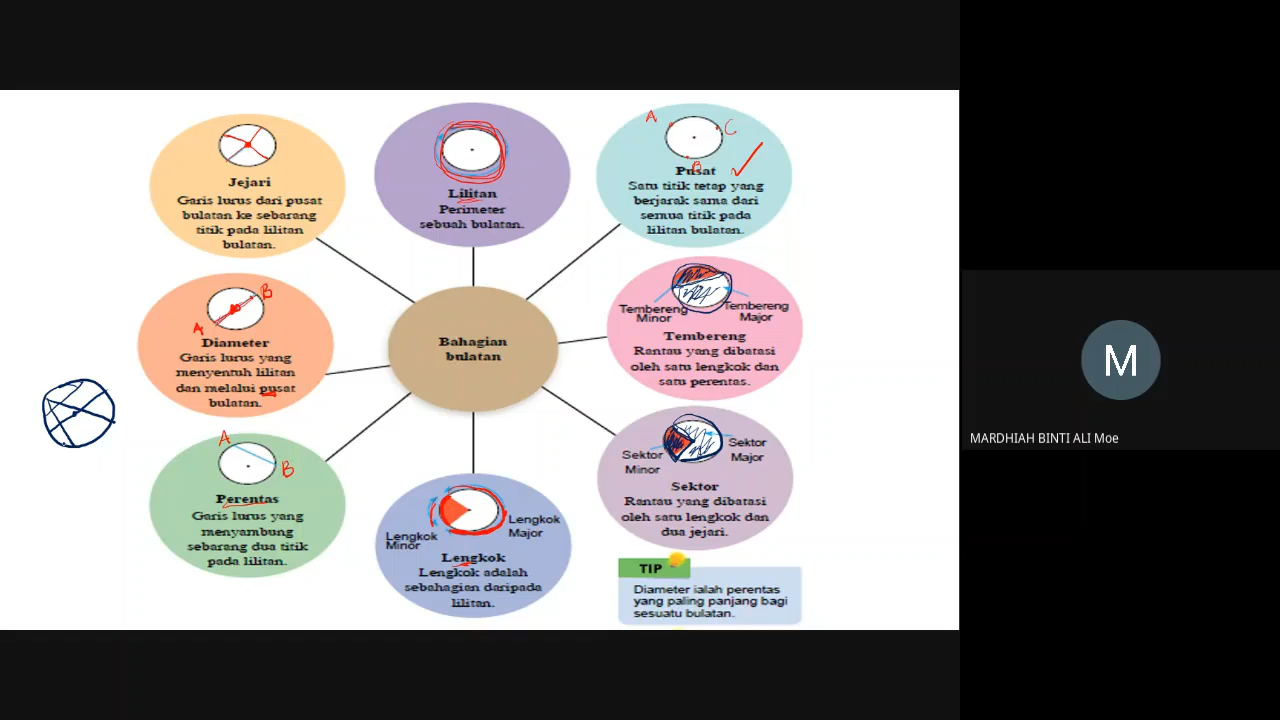 Jejari
Garis lurus dari pusat
bulatan ke sebarang
titik pada lilitan
bulatan.
Lilitan
Perimeter
sebuah bulatan.
A
C
B
Pusat
Satu titik tetap yang
berjarak sama dari
semua titik pada
lilitan bulatan.
B
A
Diameter
Garis lurus yang
menyentuh lilitan
dan melalui pusat
bulatan.
Bahagian
bulatan
Tembereng
Minor
Tembereng
Major
Tembereng
Rantau yang dibatasi
oleh satu lengkok dan
satu perentas.
A
B
Perentas
Garis lurus yang
menyambung
sebarang dua titik
pada lilitan.
Lengkok
Minor
Lengkok
Major
Lengkok
Lengkok adalah
sebahagian daripada
lilitan.
Sektor
Minor
Sektor
Major
Sektor
Rantau yang dibatasi
oleh satu lengkok dan
dua jejari.
TIP
Diameter ialah perentas
yang paling panjang bagi
sesuatu bulatan.
M
MARDHIAH BINTI ALI Moe